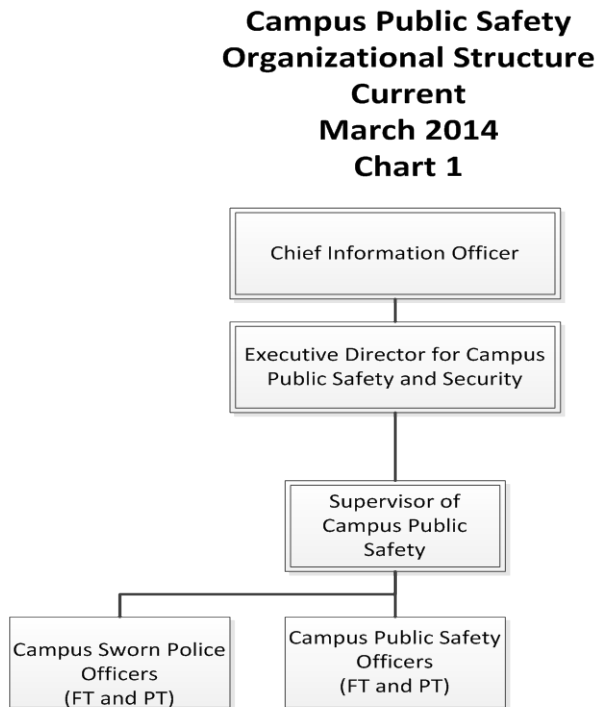 Campus Public Safety
Organizational Structure
Current
March 2014
Chart 1
Chief Information Officer
Executive Director for Campus
Public Safety and Security
Supervisor of
Campus Public
Safety
Campus Sworn Police
Officers
(FT and PT)
Campus Public Safety
Officers
(FT and PT)